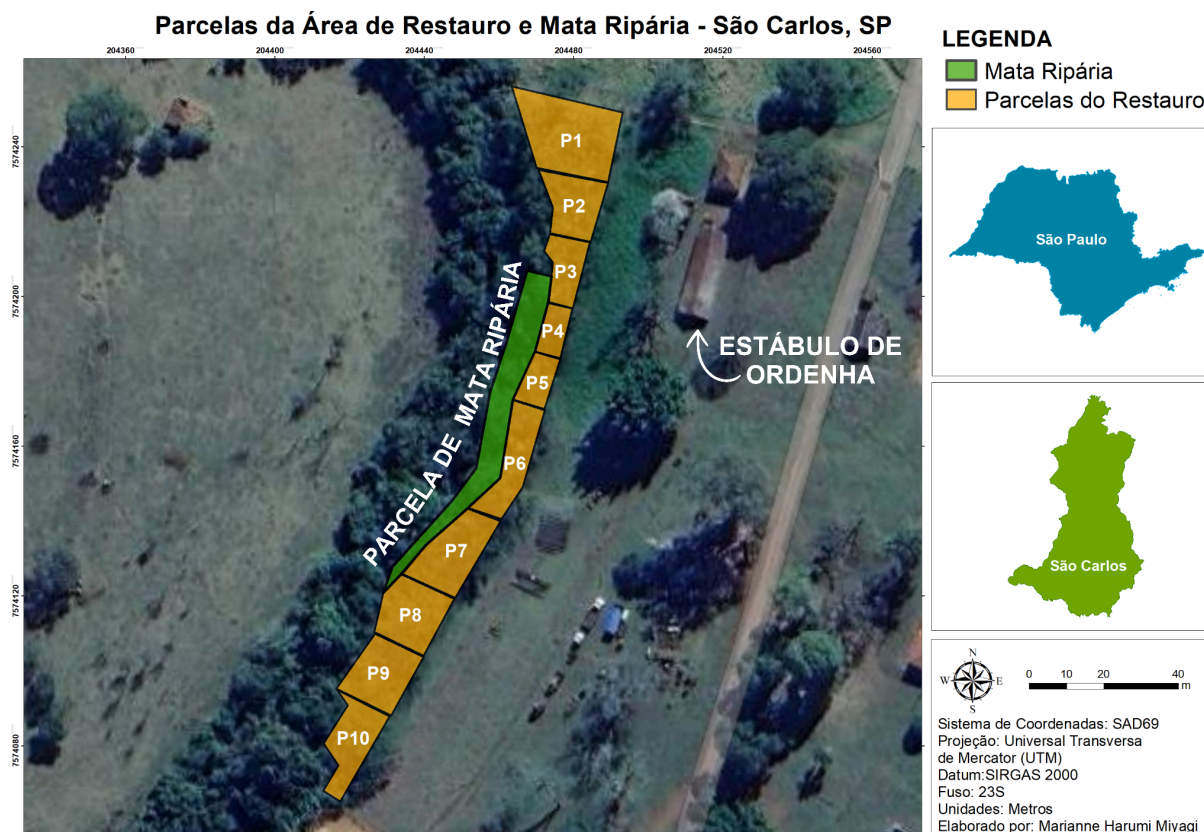 Parcelas da Área de Restauro e Mata Ripária - São Carlos, SP
204360 204400 204440 204480 204520 204560
7574240
7574200
7574160
7574120
7574080
P1
P2
P3
P4
P5
P6
P7
P8
P9
P10
PARCELA DE MATA RIPÁRIA
ESTÁBULO DE
ORDENHA
LEGENDA
Mata Ripária
Parcelas do Restauro
São Paulo
São Carlos
N
W E
S
0 10 20 40
m
Sistema de Coordenadas: SAD69
Projeção: Universal Transversa
de Mercator (UTM)
Datum:SIRGAS 2000
Fuso: 23S
Unidades: Metros
Elaborado por: Marianne Harumi Miyagi